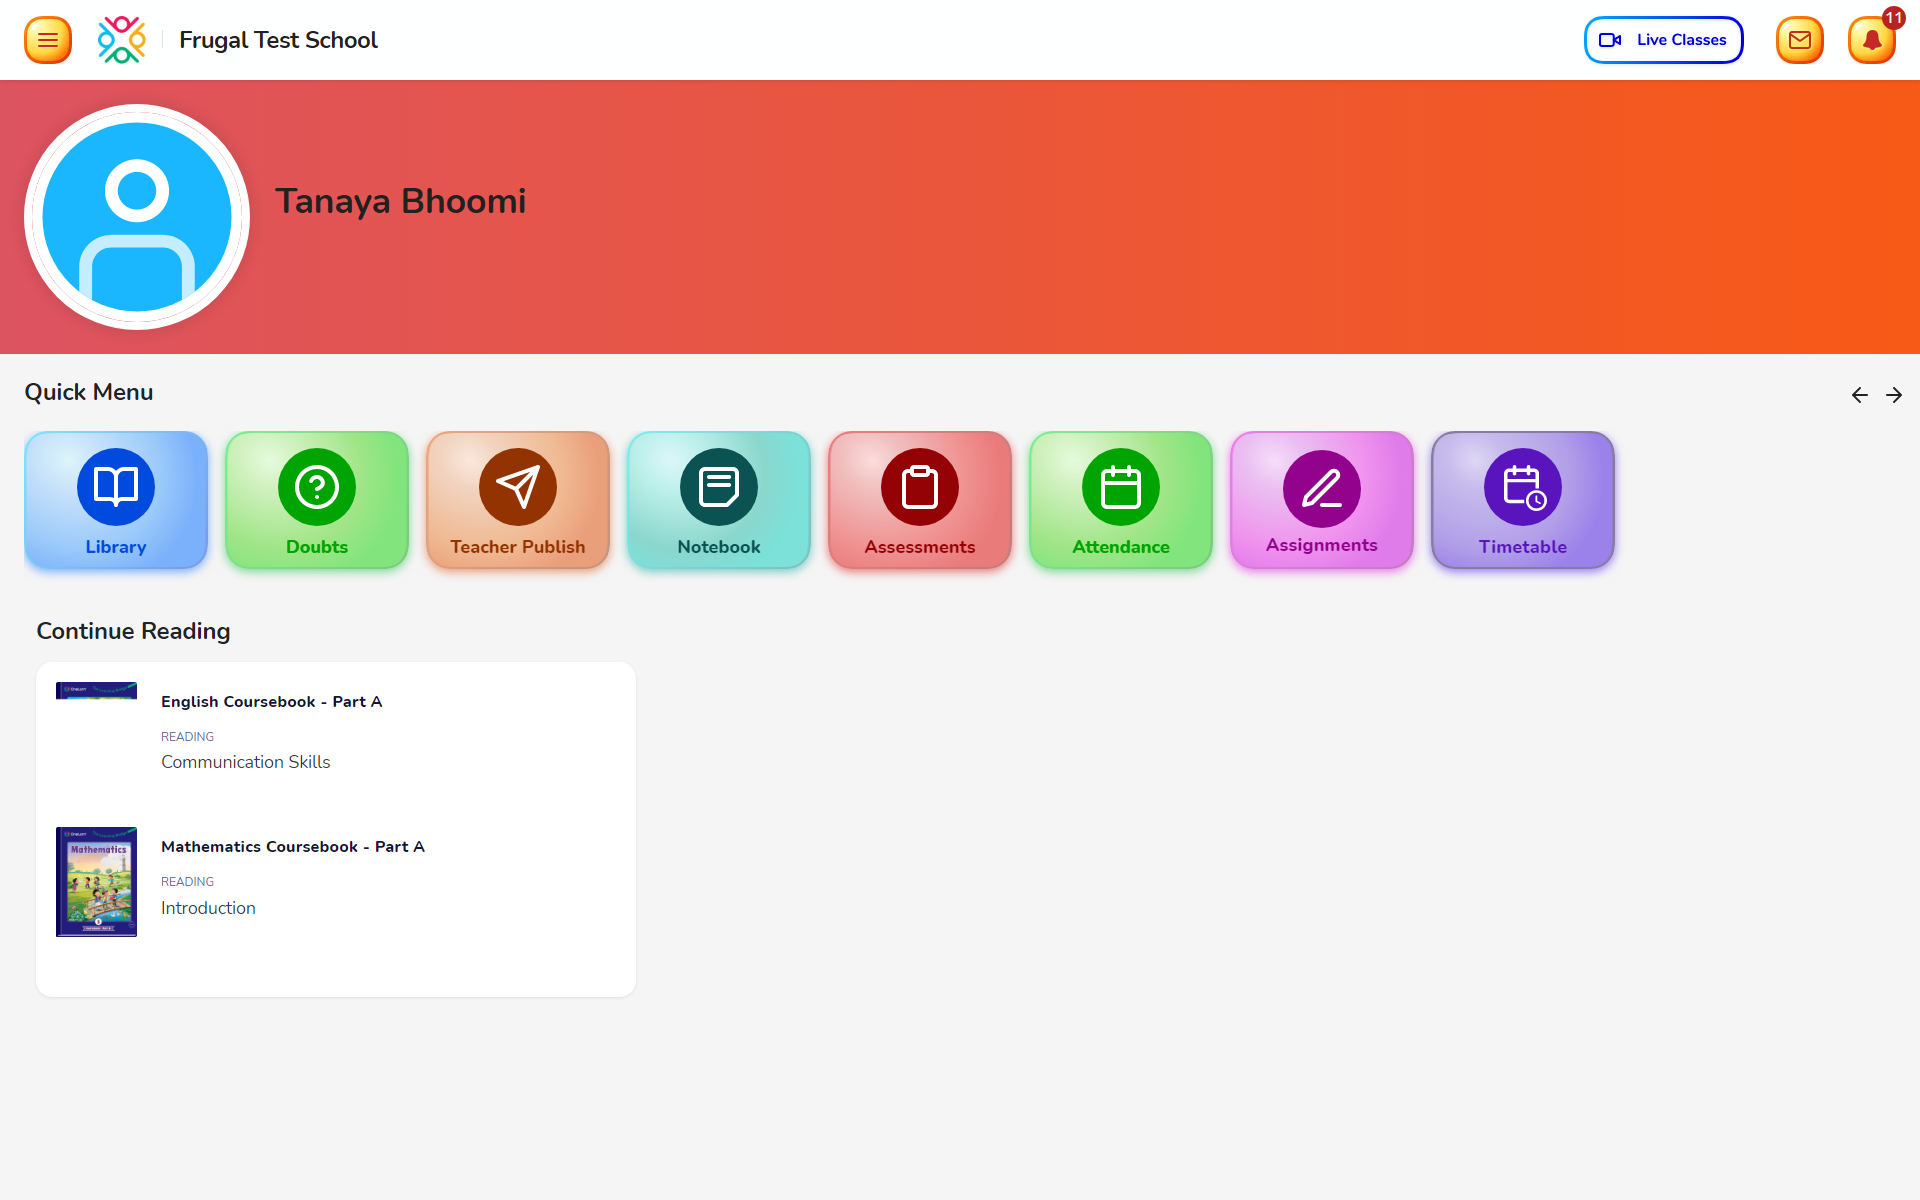 Frugal Test School
Live Classes
11
Tanaya Bhoomi
Quick Menu
Library
Doubts
Teacher Publish
Notebook
Assessments
Attendance
Assignments
Timetable
Continue Reading
English Coursebook - Part A
READING
Communication Skills
Mathematics
Mathematics Coursebook - Part A
READING
Introduction